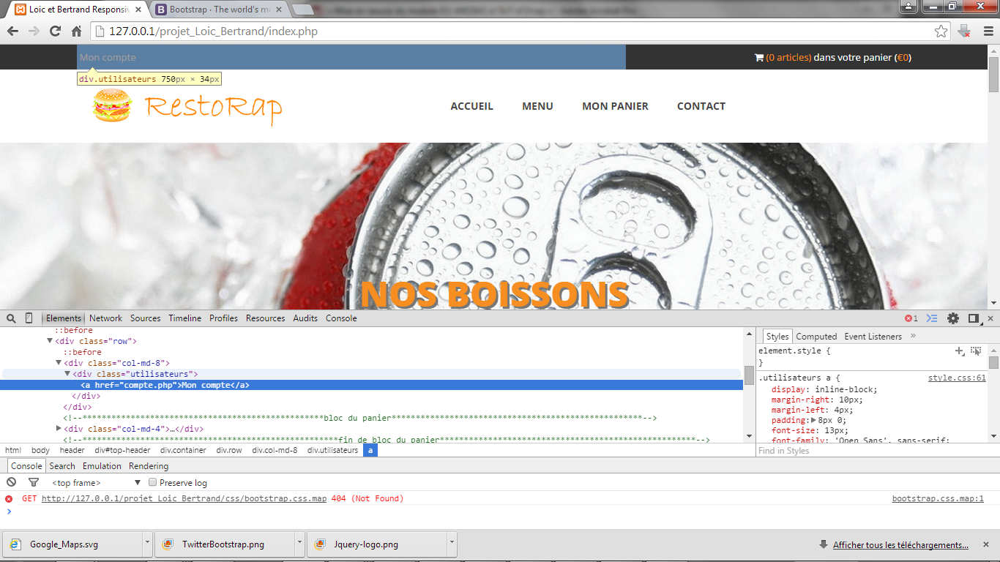 Loic et Bertrand Responsiv
Bootstrap · The world's m
127.0.0.1/projet_Loic_Bertrand/index.php
Mon compte
(0 articles) dans votre panier (€0)
div.utilisateurs 750px × 34px
RestoRap
ACCUEIL
MENU
MON PANIER
CONTACT
NOS BOISSONS
Elements Network Sources Timeline Profiles Resources Audits Console
1
::before
<div class="row">
::before
<div class="col-md-8">
<div class="utilisateurs">
<a href="compte.php">Mon compte</a>
</div>
</div>
<!--**************************************************bloc du panier****************************************************-->
<div class="col-md-4">…</div>
<!--*****************************************************fin de bloc du panier*****************************************************-->
html body header div#top-header div.container div.row div.col-md-8 div.utilisateurs a
Styles Computed Event Listeners »
element.style {
}
.utilisateurs a { style.css:61
display: inline-block;
margin-right: 10px;
margin-left: 4px;
padding: 8px 0;
font-size: 13px;
font-family: 'Open Sans', sans-serif;
Find in Styles
Console Search Emulation Rendering
<top frame>
Preserve log
GET http://127.0.0.1/projet_Loic_Bertrand/css/bootstrap.css.map 404 (Not Found) bootstrap.css.map:1
>
Google_Maps.svg
TwitterBootstrap.png
Jquery-logo.png
Afficher tous les téléchargements...